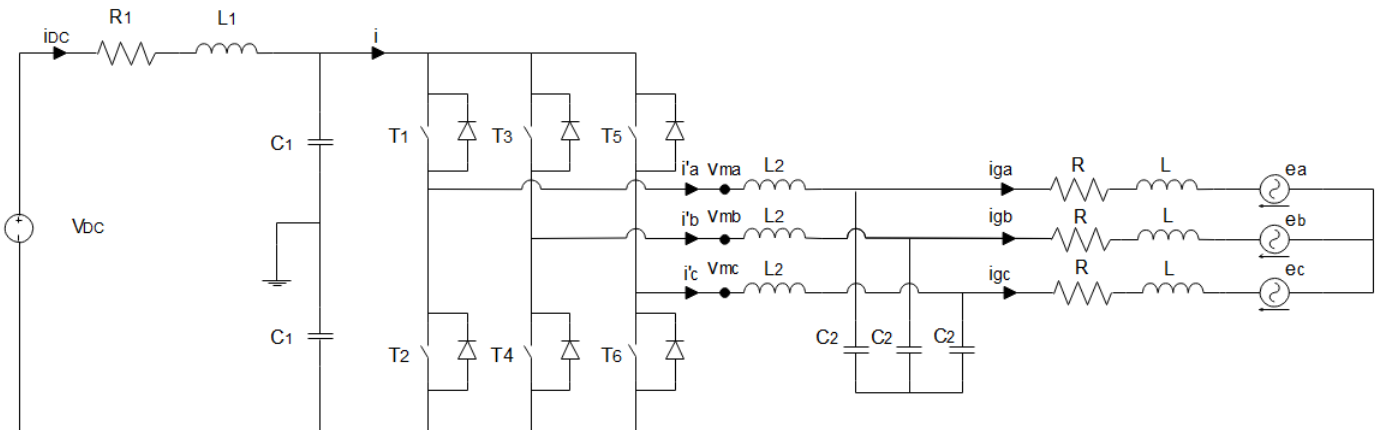 R1 L1
iDC i
C1 T1 T3 T5
i'a Vma L2 iga R L ea
VDC i'b Vmb L2 igb R L eb
i'c Vmc L2 igc R L ec
C1 T2 T4 T6 C2 C2 C2